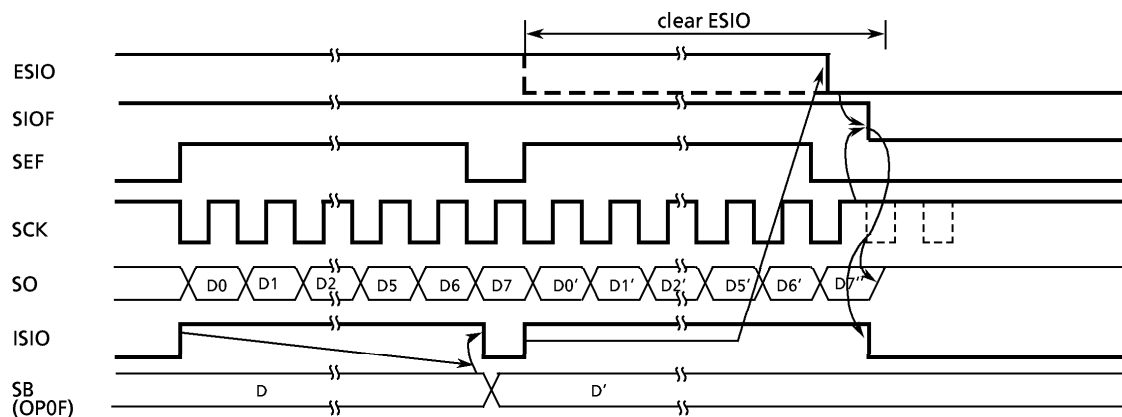 clear ESIO
ESIO
SIOF
SEF
SCK
SO D0 D1 D2 D5 D6 D7 D0' D1' D2' D5' D6' D7'
ISIO
SB D D'
(OP0F)